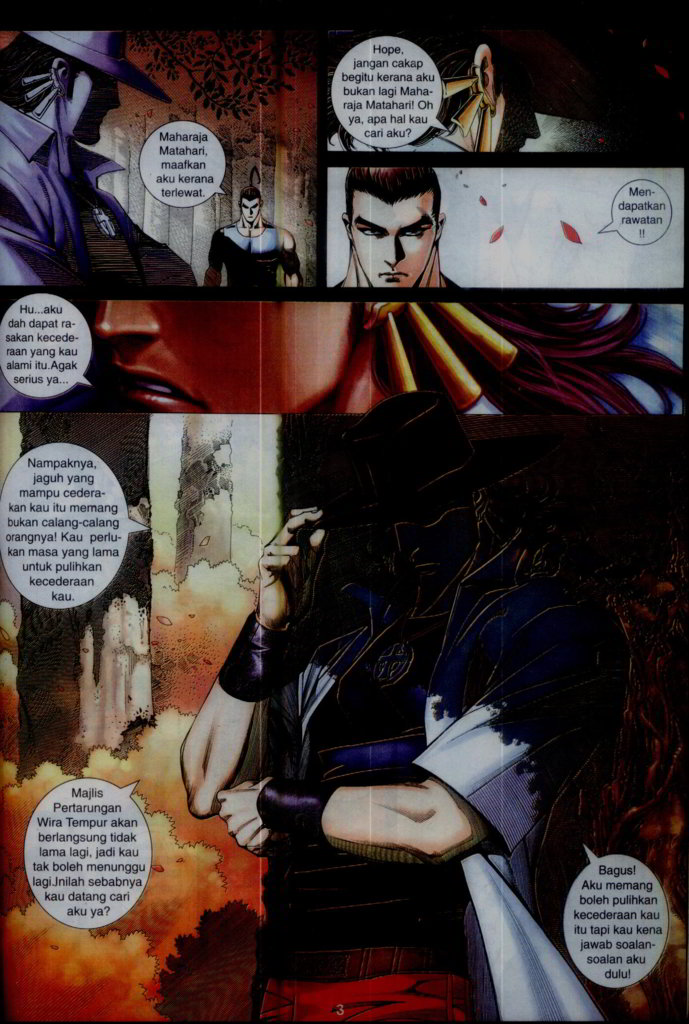 Maharaja
Matahari,
maafkan
aku kerana
terlewat.
Hope,
jangan cakap
begitu kerana aku
bukan lagi Maha-
raja Matahari! Oh
ya, apa hal kau
cari aku?
Men-
dapatkan
rawatan
!!
Hu...aku
dah dapat ra-
sakan kecede-
raan yang kau
alami itu.Agak
serius ya...
Nampaknya,
jaguh yang
mampu cedera-
kan kau itu memang
bukan calang-calang
orangnya! Kau perlu-
kan masa yang lama
untuk pulihkan
kecederaan
kau.
Majlis
Pertarungan
Wira Tempur akan
berlangsung tidak
lama lagi, jadi kau
tak boleh menunggu
lagi.Inilah sebabnya
kau datang cari
aku ya?
Bagus!
Aku memang
boleh pulihkan
kecederaan kau
itu tapi kau kena
jawab soalan-
soalan aku
dulu!
3